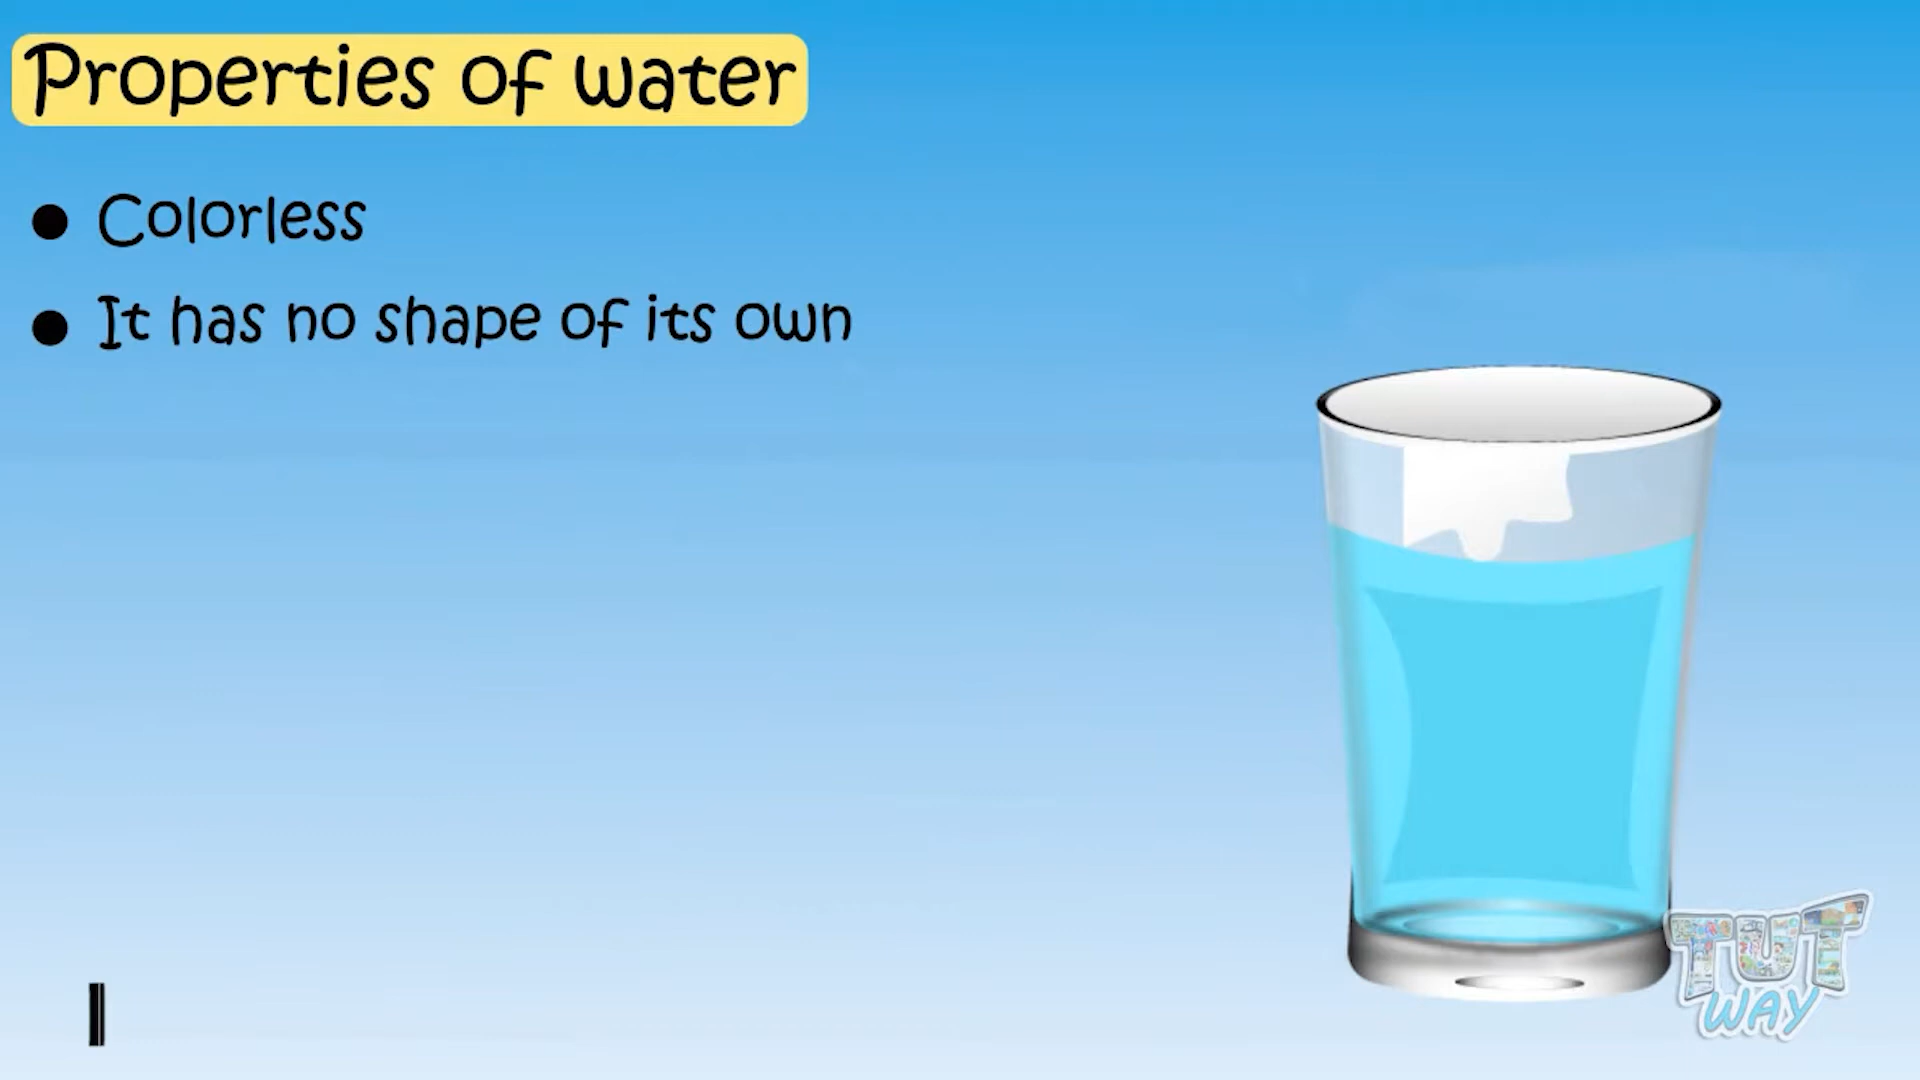 Properties of water
● Colorless
● It has no shape of its own
TUT
WAY